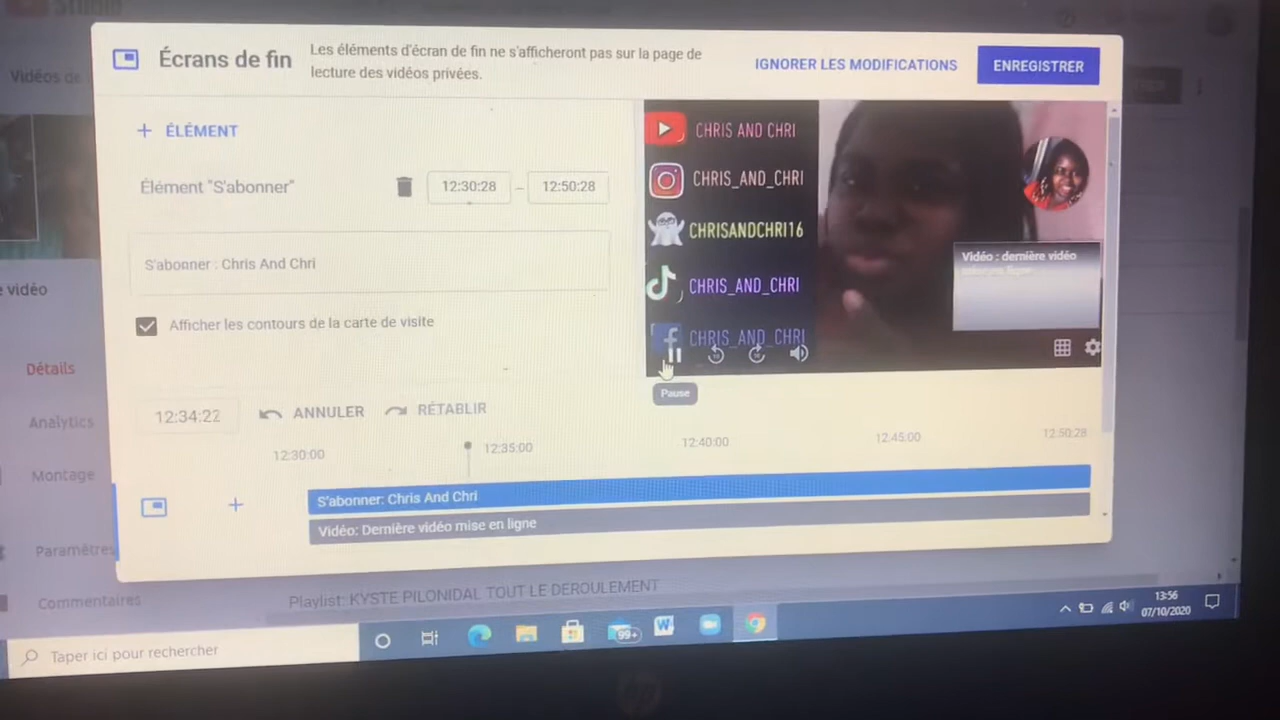 Studio
Vidéos de
Écrans de fin
Les éléments d'écran de fin ne s'afficheront pas sur la page de
lecture des vidéos privées.
IGNORER LES MODIFICATIONS
ENREGISTRER
+ ÉLÉMENT
Élément "S'abonner"
12:30:28 – 12:50:28
S'abonner : Chris And Chri
Afficher les contours de la carte de visite
CHRIS AND CHRI
CHRIS_AND_CHRI
CHRISANDCHRI16
CHRIS_AND_CHRI
CHRIS_AND_CHRI
Vidéo : dernière vidéo
Pause
12:34:22
ANNULER
RÉTABLIR
12:30:00
12:35:00
12:40:00
12:45:00
12:50:28
S'abonner: Chris And Chri
Vidéo: Dernière vidéo mise en ligne
e vidéo
Détails
Analytics
Montage
Paramètres
Commentaires
Playlist: KYSTE PILONIDAL TOUT LE DEROULEMENT
Taper ici pour rechercher
99+
13:56
07/10/2020
hp